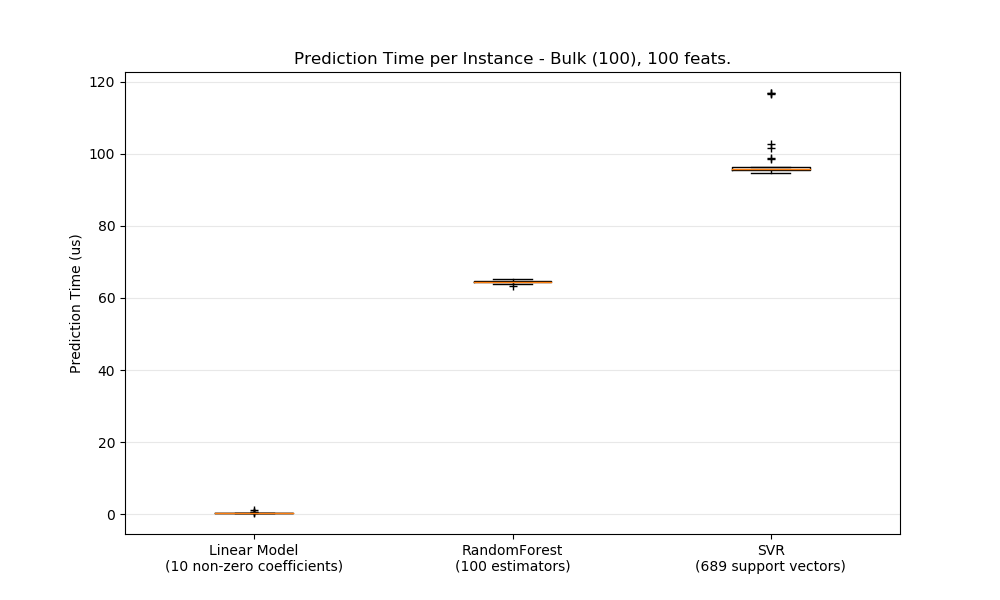 Prediction Time per Instance - Bulk (100), 100 feats.
120
100
80
60
40
20
0
Prediction Time (us)
Linear Model
(10 non-zero coefficients)
RandomForest
(100 estimators)
SVR
(689 support vectors)